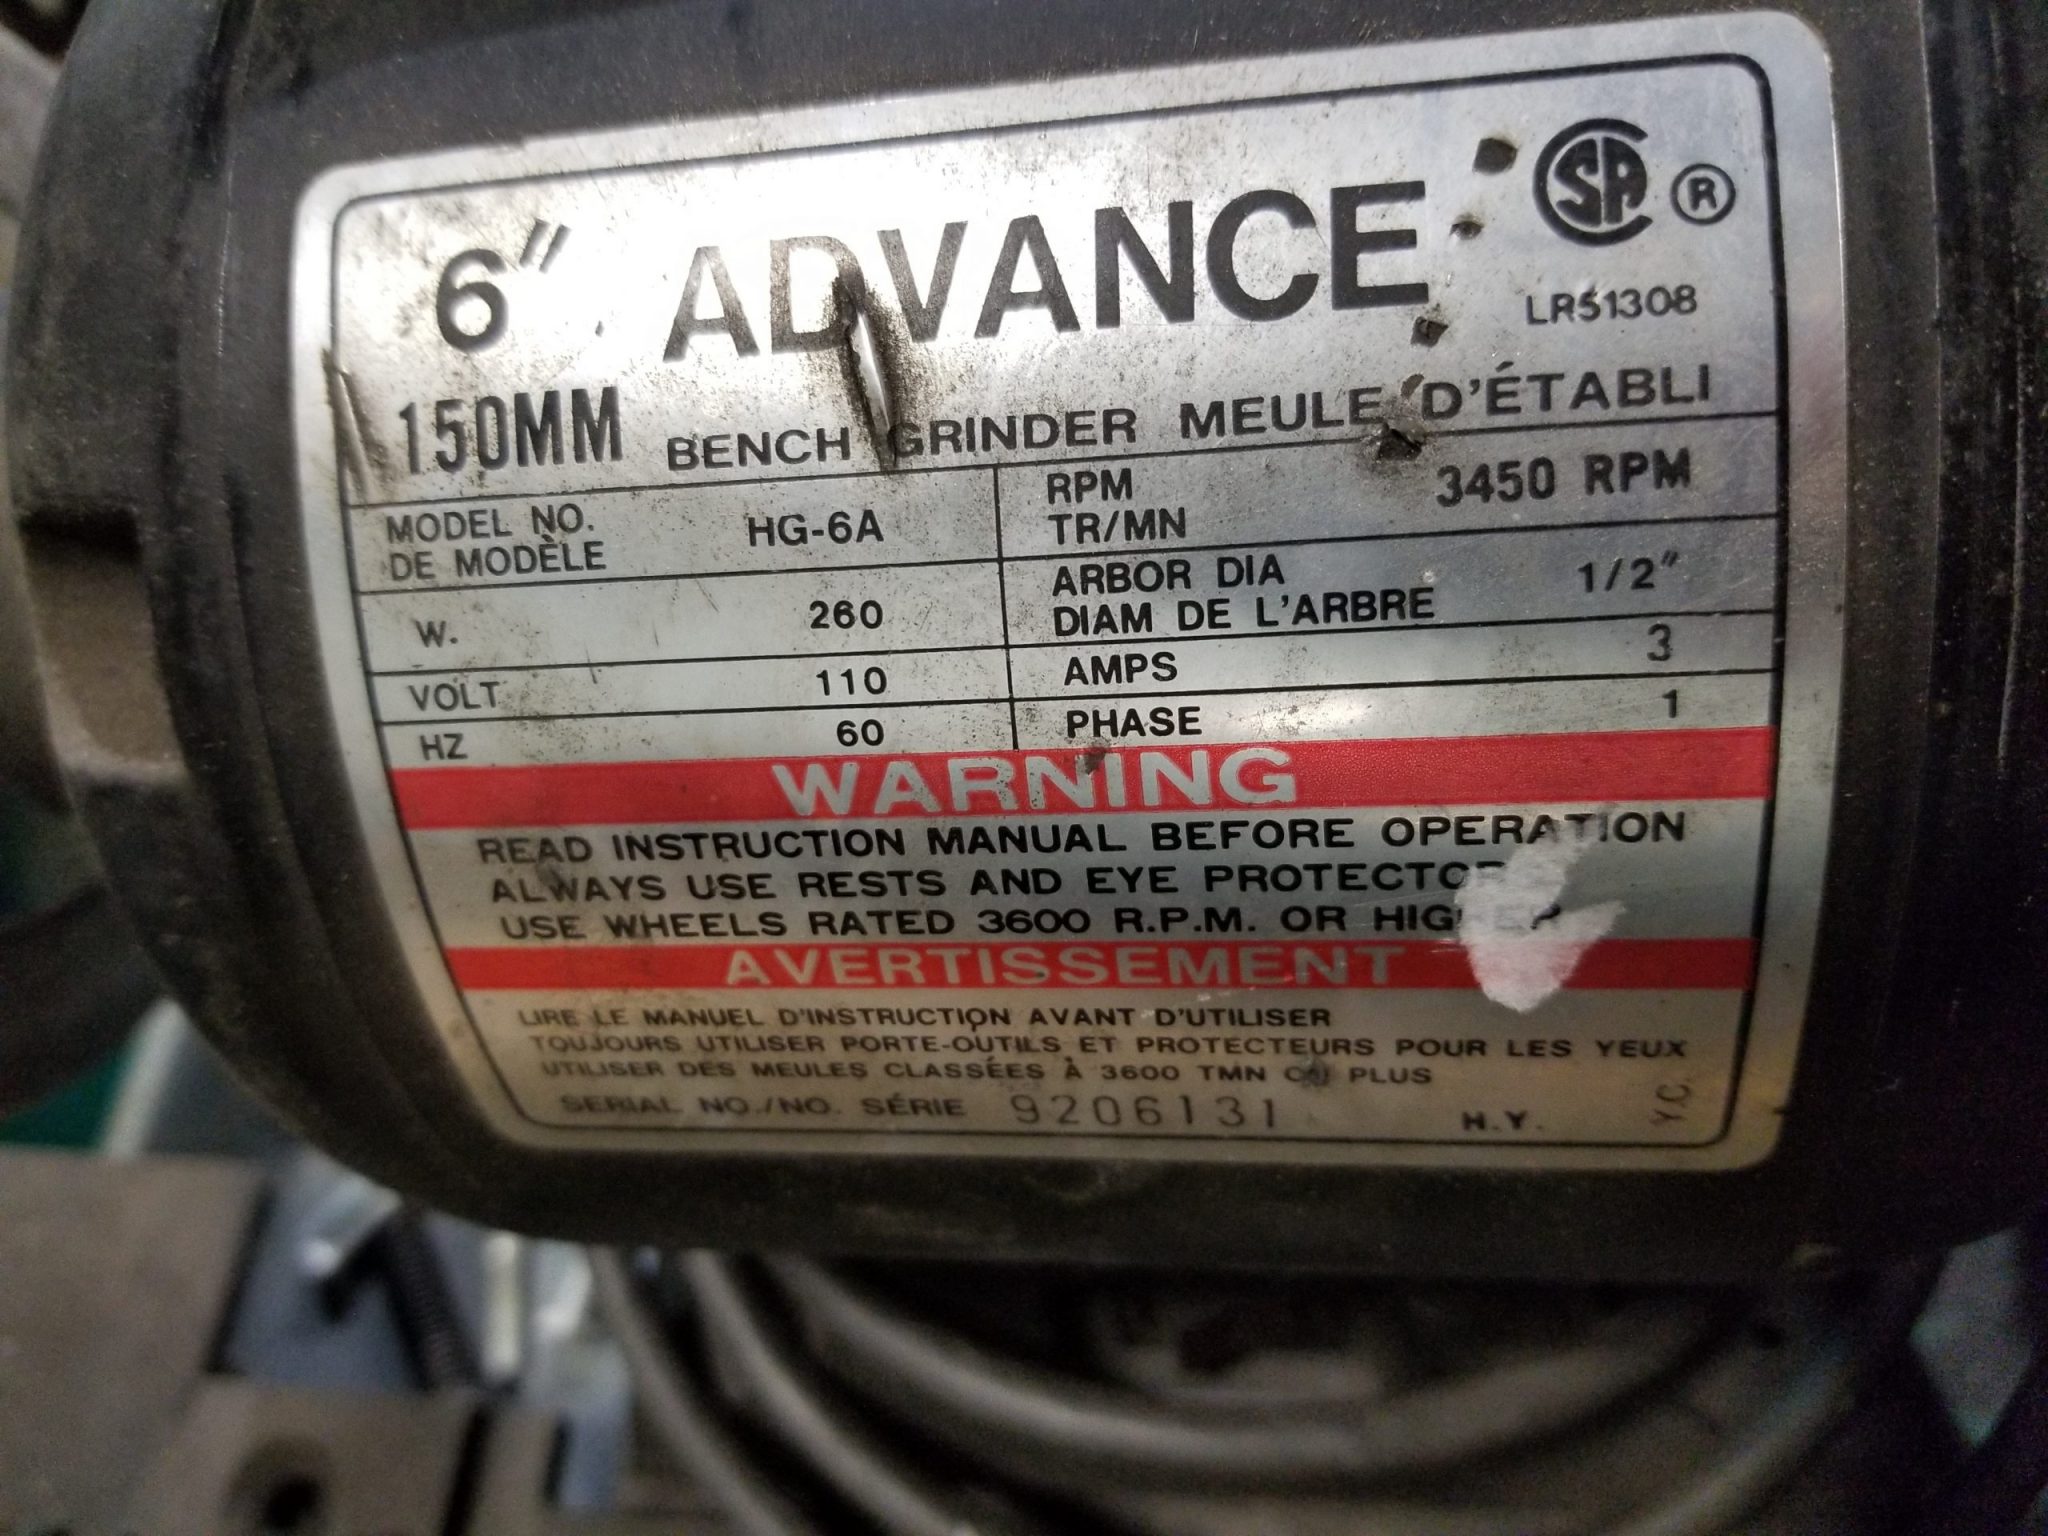 6" ADVANCE SA ®
LR51308
150MM BENCH GRINDER MEULE D'ÉTABLI
MODEL NO.
DE MODÈLE HG-6A
RPM
TR/MN 3450 RPM
W. 260
ARBOR DIA
DIAM DE L'ARBRE 1/2"
VOLT 110
AMPS 3
HZ 60
PHASE 1
WARNING
READ INSTRUCTION MANUAL BEFORE OPERATION
ALWAYS USE RESTS AND EYE PROTECTOR
USE WHEELS RATED 3600 R.P.M. OR HIGHER
AVERTISSEMENT
LIRE LE MANUEL D'INSTRUCTION AVANT D'UTILISER
TOUJOURS UTILISER PORTE-OUTILS ET PROTECTEURS POUR LES YEUX
UTILISER DES MEULES CLASSÉES À 3600 TMN OU PLUS
SERIAL NO./NO. SÉRIE 9206131 H.Y. Y.C.